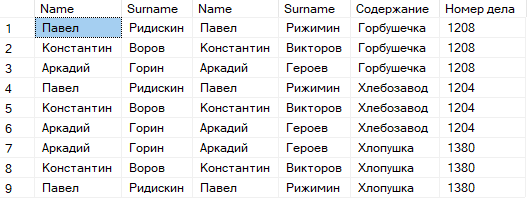 Name Surname Name Surname Содержание Номер дела
1 Павел Ридискин Павел Рижимин Горбушечка 1208
2 Константин Воров Константин Викторов Горбушечка 1208
3 Аркадий Горин Аркадий Героев Горбушечка 1208
4 Павел Ридискин Павел Рижимин Хлебозавод 1204
5 Константин Воров Константин Викторов Хлебозавод 1204
6 Аркадий Горин Аркадий Героев Хлебозавод 1204
7 Аркадий Горин Аркадий Героев Хлопушка 1380
8 Константин Воров Константин Викторов Хлопушка 1380
9 Павел Ридискин Павел Рижимин Хлопушка 1380